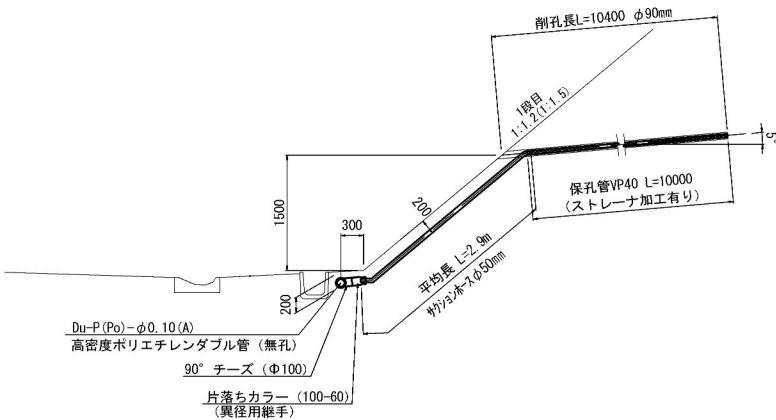 削孔長L=10400 φ90mm
1段目
1:1.2(1:1.5)
5°
保孔管VP40 L=10000
(ストレーナ加工有り)
1500
300
200
平均長 L=2.9m
サクションホースφ50mm
200
Du-P(Po)-φ0.10(A)
高密度ポリエチレンダブル管 (無孔)
90° チーズ (Φ100)
片落ちカラー (100-60)
(異径用継手)